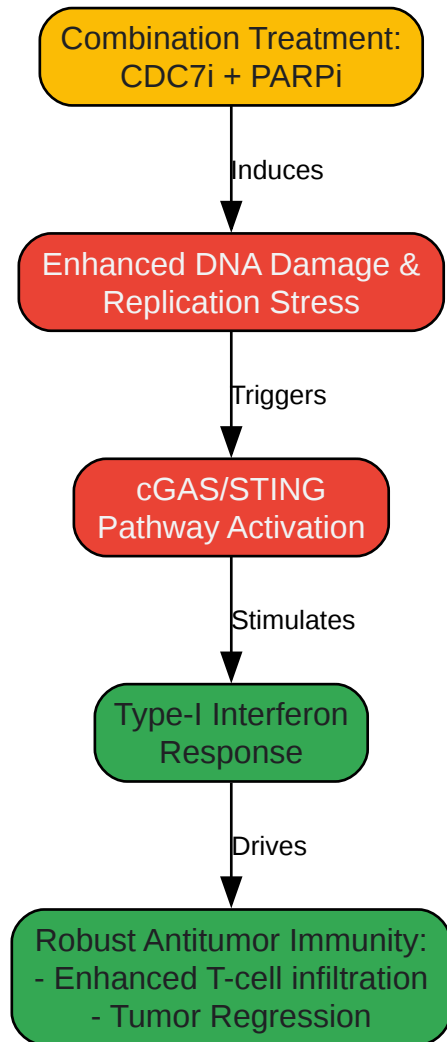 Combination Treatment:
CDC7i + PARPi
Induces
Enhanced DNA Damage &
Replication Stress
Triggers
cGAS/STING
Pathway Activation
Stimulates
Type-I Interferon
Response
Drives
Robust Antitumor Immunity:
- Enhanced T-cell infiltration
- Tumor Regression